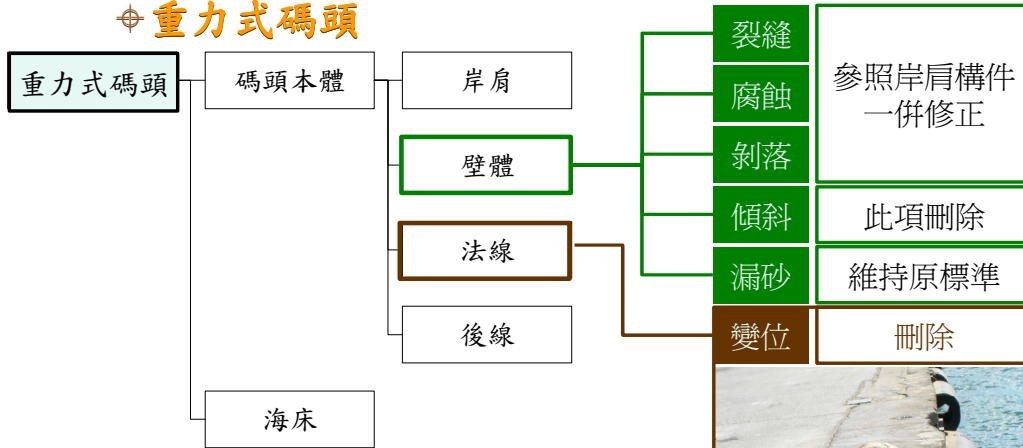 重力式碼頭
重力式碼頭
碼頭本體
岸肩
壁體
法線
後線
海床
裂縫
腐蝕
剝落
參照岸肩構件
一併修正
傾斜
此項刪除
漏砂
維持原標準
變位
刪除